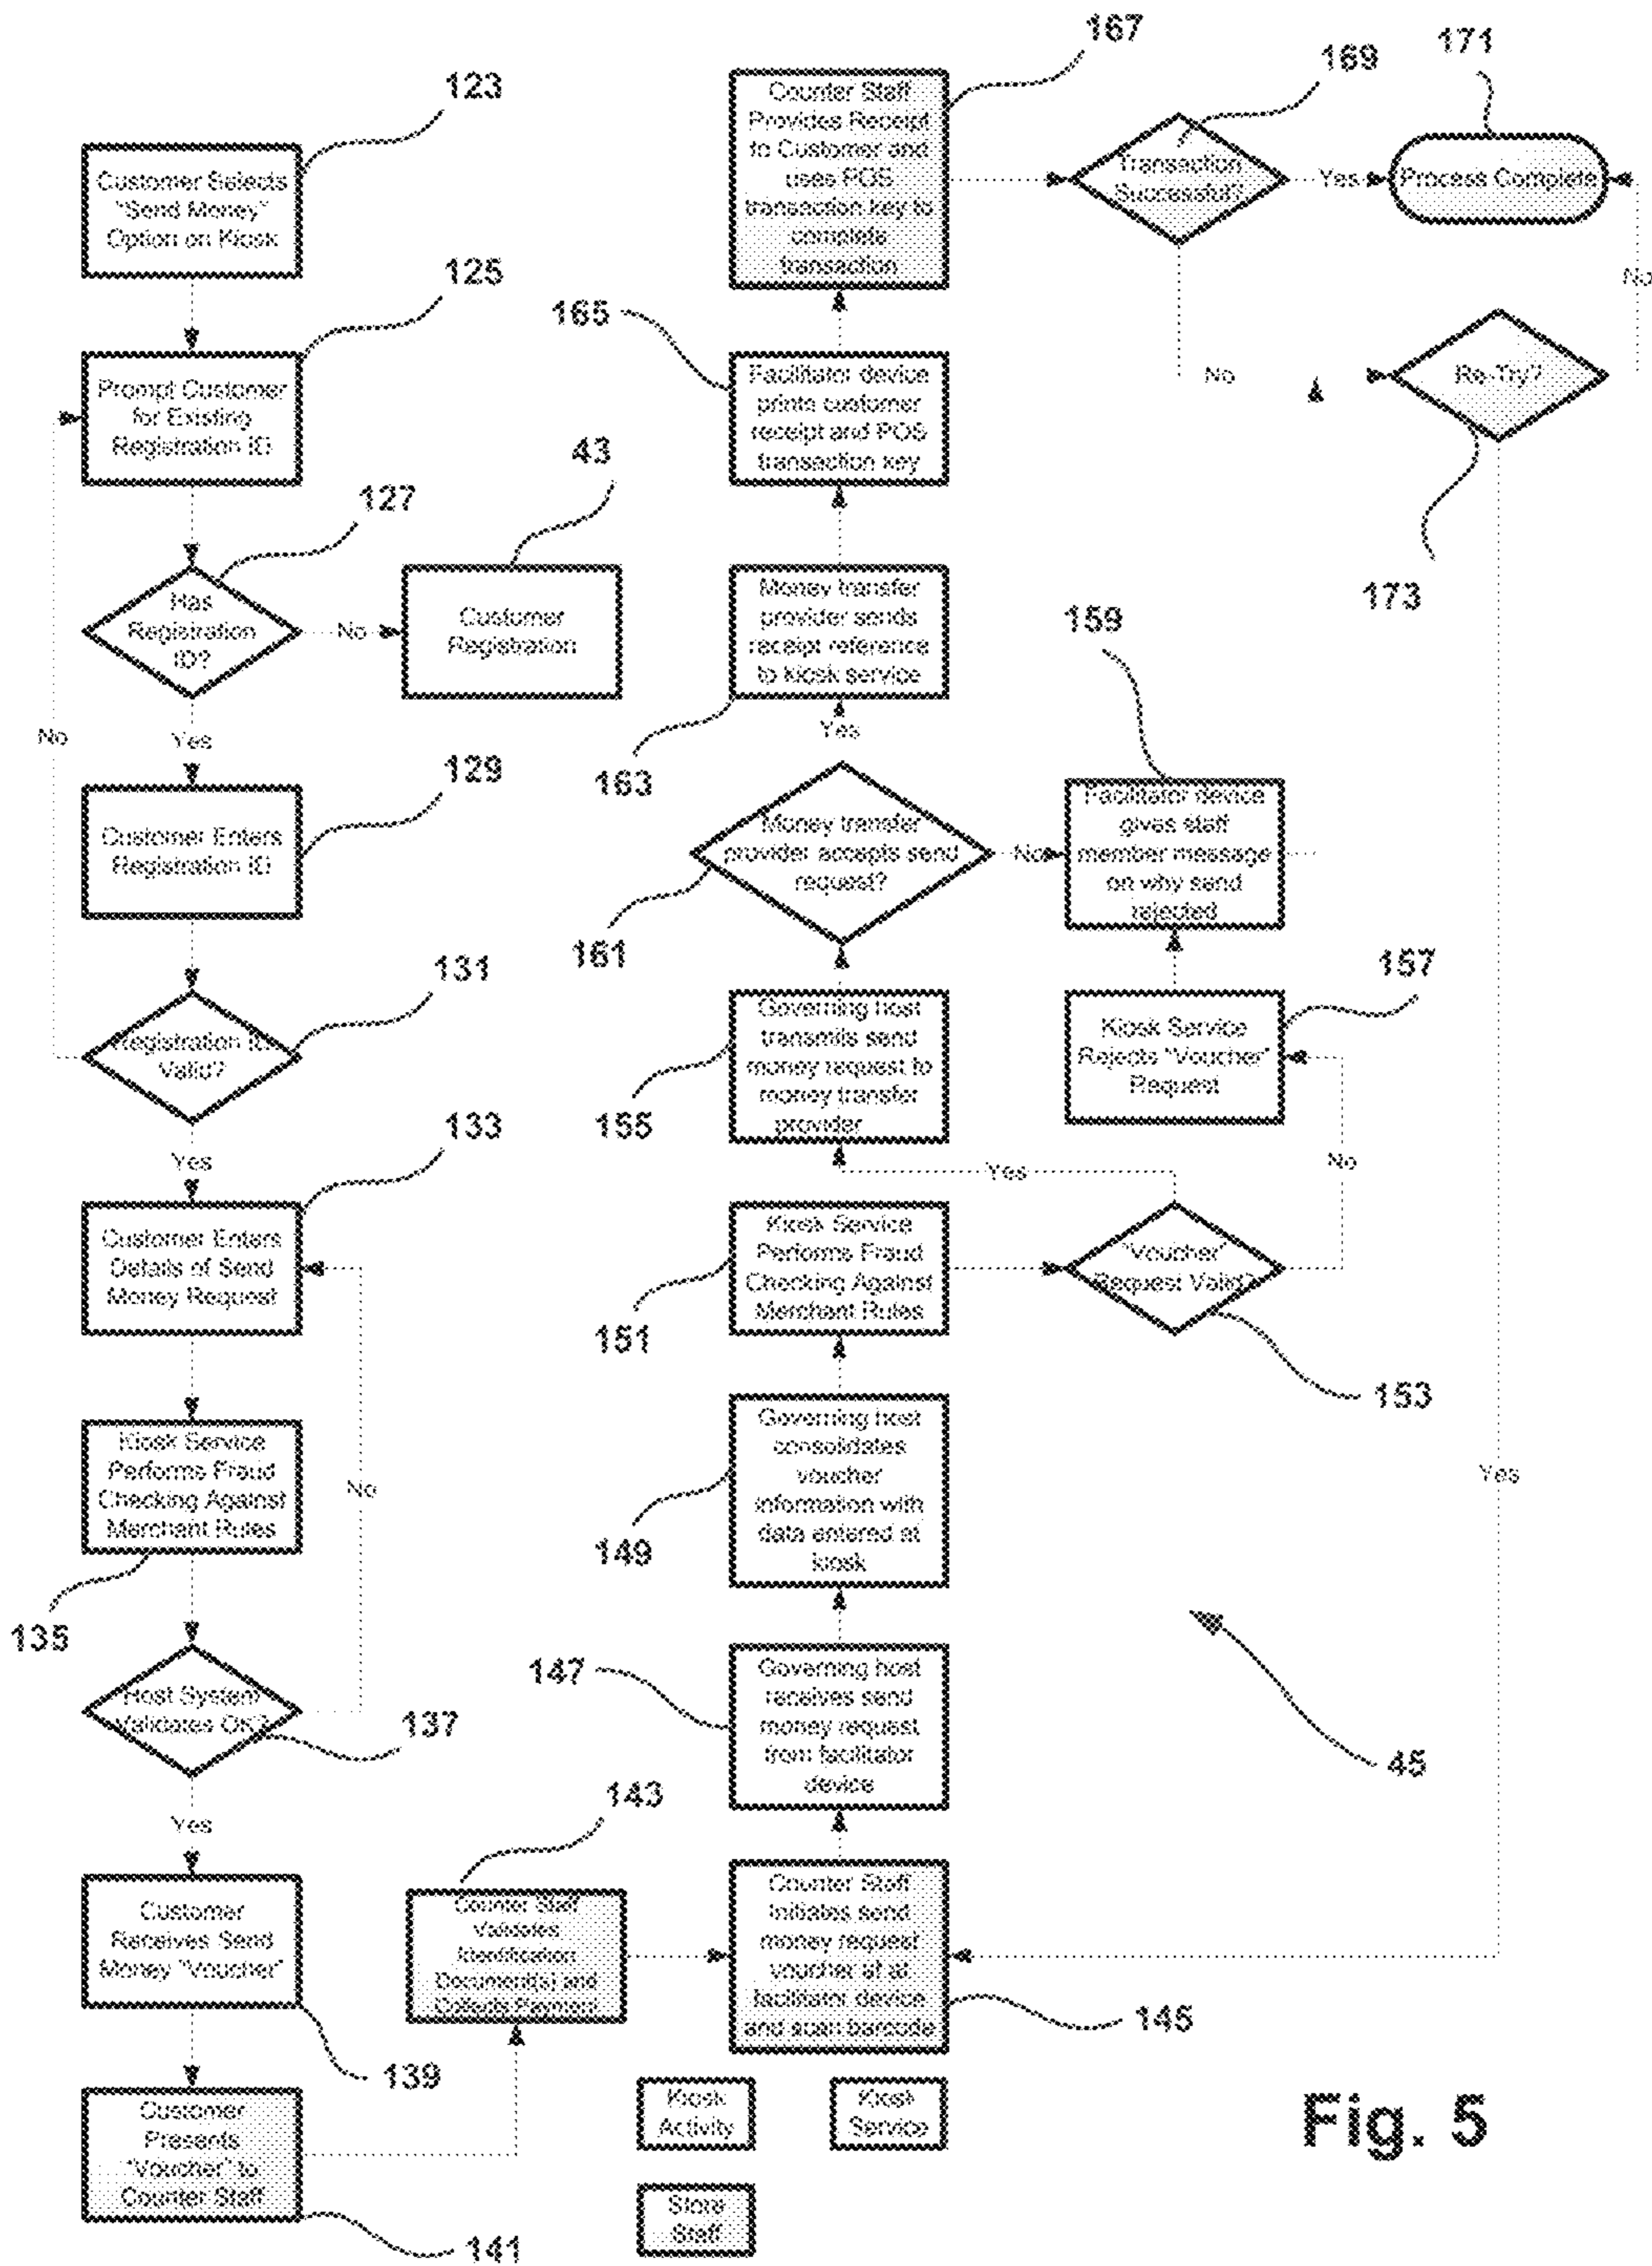 123
Customer Selects
"Send Money"
Option on Kiosk
125
Prompt Customer
for Existing
Registration ID
127
Has
Registration
ID?
No
43
Customer
Registration
Yes
No
129
Customer Enters
Registration ID
131
Registration ID
Valid?
Yes
133
Customer Enters
Details of Send
Money Request
Kiosk Service
Performs Fraud
Checking Against
Merchant Rules
No
135
Host System
Validates OK?
137
Yes
Customer
Receives Send
Money "Voucher"
139
Customer
Presents
"Voucher" to
Counter Staff
141
143
Counter Staff
Validates
Identification
Document(s) and
Collects Payment
Counter Staff
initiates send
money request
voucher at at
facilitator device
and scan barcode
145
147
Governing host
receives send
money request
from facilitator
device
149
Governing host
consolidates
voucher
information with
data entered at
kiosk
151
Kiosk Service
Performs Fraud
Checking Against
Merchant Rules
"Voucher"
Request Valid?
153
Yes
No
155
Governing host
transmits send
money request to
money transfer
provider
157
Kiosk Service
Rejects "Voucher"
Request
159
Facilitator device
gives staff
member message
on why send
rejected
161
Money transfer
provider accepts send
request?
No
Yes
163
Money transfer
provider sends
receipt reference
to kiosk service
165
Facilitator device
prints customer
receipt and POS
transaction key
167
Counter Staff
Provides Receipt
to Customer and
uses POS
transaction key to
complete
transaction
169
Transaction
Successful?
Yes
171
Process Complete
No
No
Re-Try?
173
Yes
45
Kiosk
Activity
Kiosk
Service
Store
Staff
Fig. 5